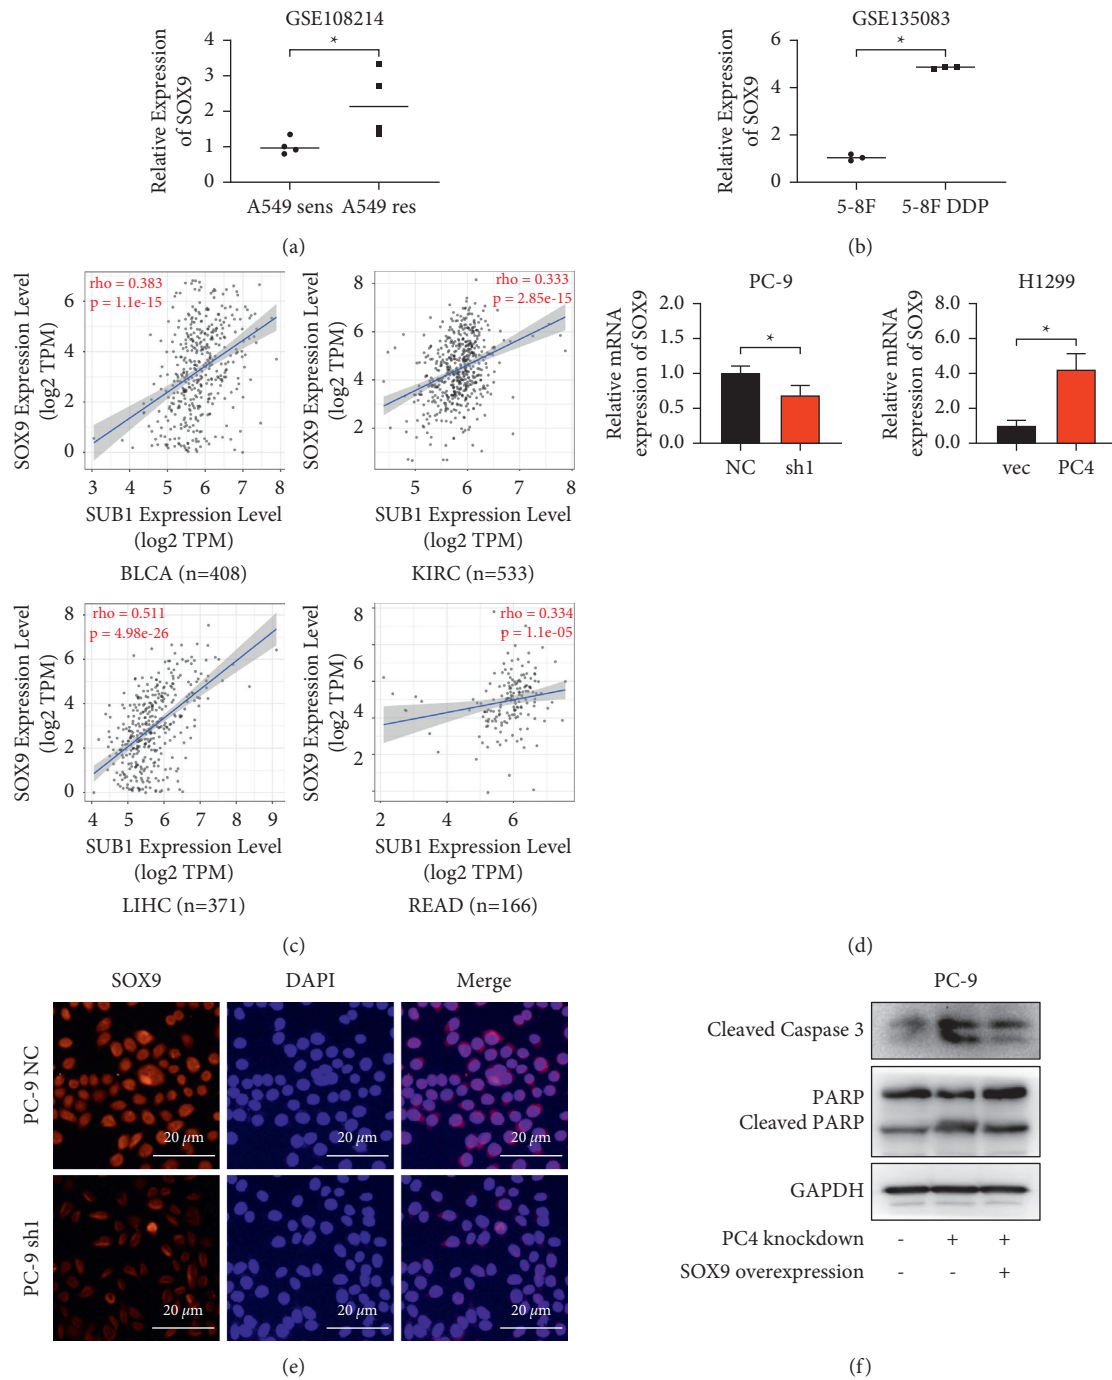 GSE108214
Relative Expression
of SOX9
4
3
2
1
0
*
A549 sens
A549 res
(a)
GSE135083
Relative Expression
of SOX9
6
4
2
0
*
5-8F
5-8F DDP
(b)
SOX9 Expression Level
(log2 TPM)
rho = 0.383
p = 1.1e-15
6
4
2
0
3 4 5 6 7 8
SUB1 Expression Level
(log2 TPM)
BLCA (n=408)
SOX9 Expression Level
(log2 TPM)
rho = 0.333
p = 2.85e-15
8
6
4
2
5 6 7 8
SUB1 Expression Level
(log2 TPM)
KIRC (n=533)
SOX9 Expression Level
(log2 TPM)
rho = 0.511
p = 4.98e-26
8
6
4
2
0
4 5 6 7 8 9
SUB1 Expression Level
(log2 TPM)
LIHC (n=371)
SOX9 Expression Level
(log2 TPM)
rho = 0.334
p = 1.1e-05
8
6
4
2
2 4 6
SUB1 Expression Level
(log2 TPM)
READ (n=166)
(c)
PC-9
Relative mRNA
expression of SOX9
2.0
1.5
1.0
0.5
0.0
*
NC
sh1
H1299
Relative mRNA
expression of SOX9
8.0
6.0
4.0
2.0
0.0
*
vec
PC4
(d)
SOX9
DAPI
Merge
PC-9 NC
20 µm
20 µm
20 µm
PC-9 sh1
20 µm
20 µm
20 µm
(e)
PC-9
Cleaved Caspase 3
PARP
Cleaved PARP
GAPDH
PC4 knockdown - + +
SOX9 overexpression - - +
(f)